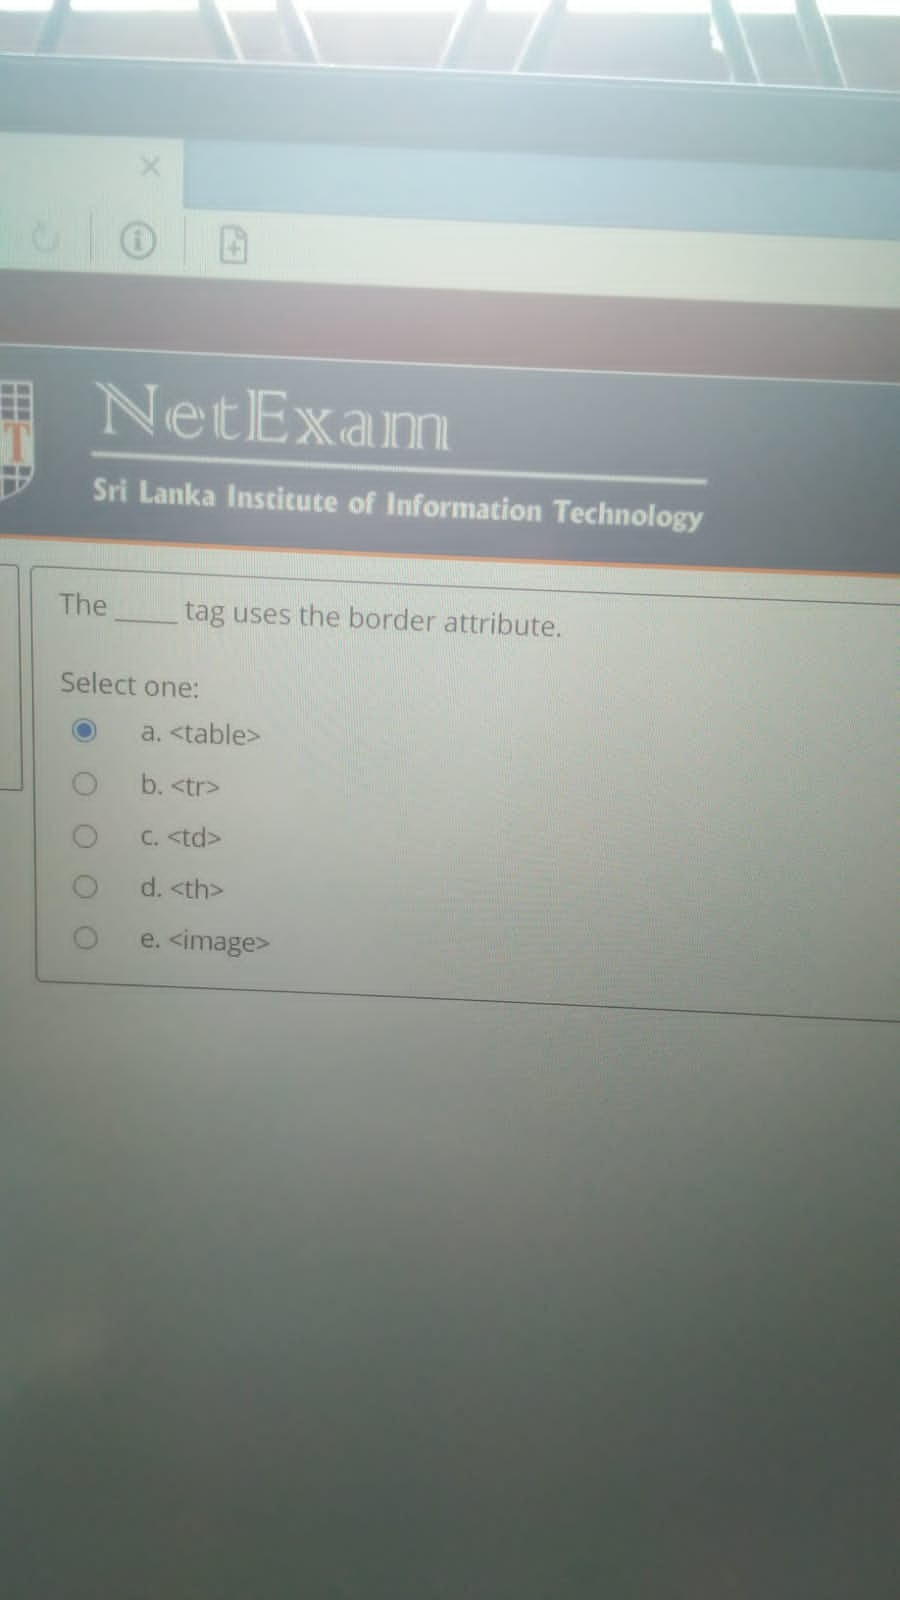 NetExam
T
Sri Lanka Institute of Information Technology
The _____ tag uses the border attribute.
Select one:
a. <table>
b. <tr>
c. <td>
d. <th>
e. <image>